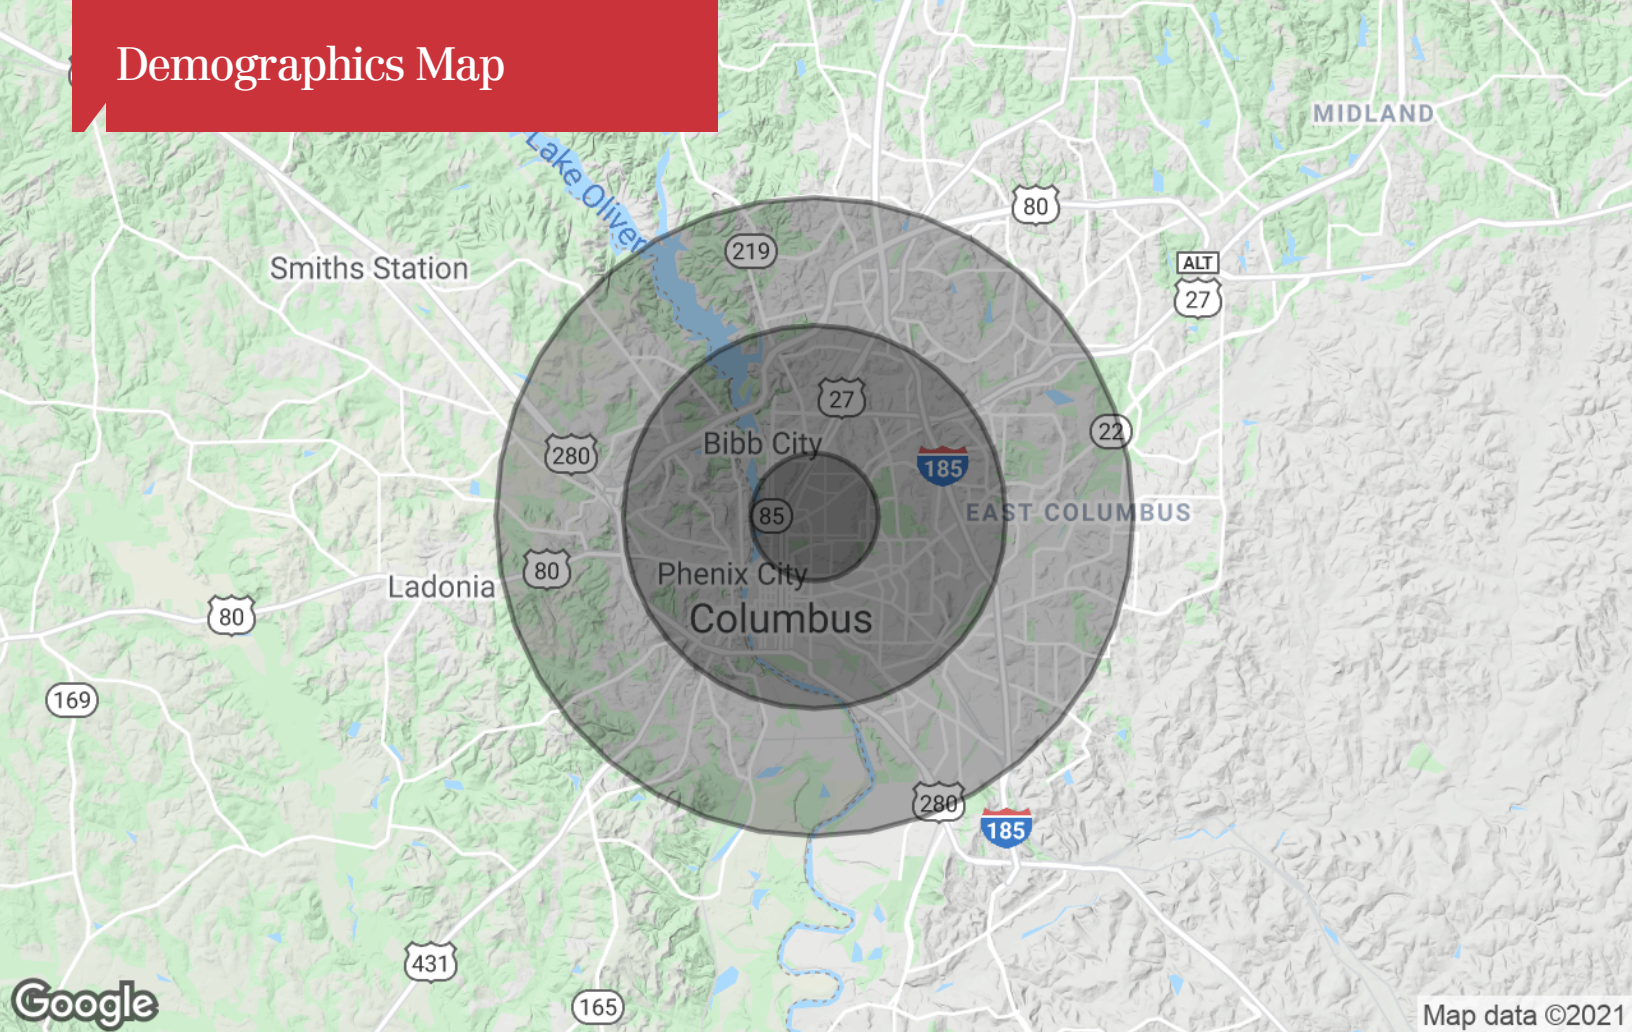 Demographics Map
MIDLAND
Lake Oliver
80
219
ALT
27
Smiths Station
27
22
Bibb City
280
185
85
EAST COLUMBUS
80
Phenix City
Ladonia
80
Columbus
169
280
185
431
Google
165
Map data ©2021